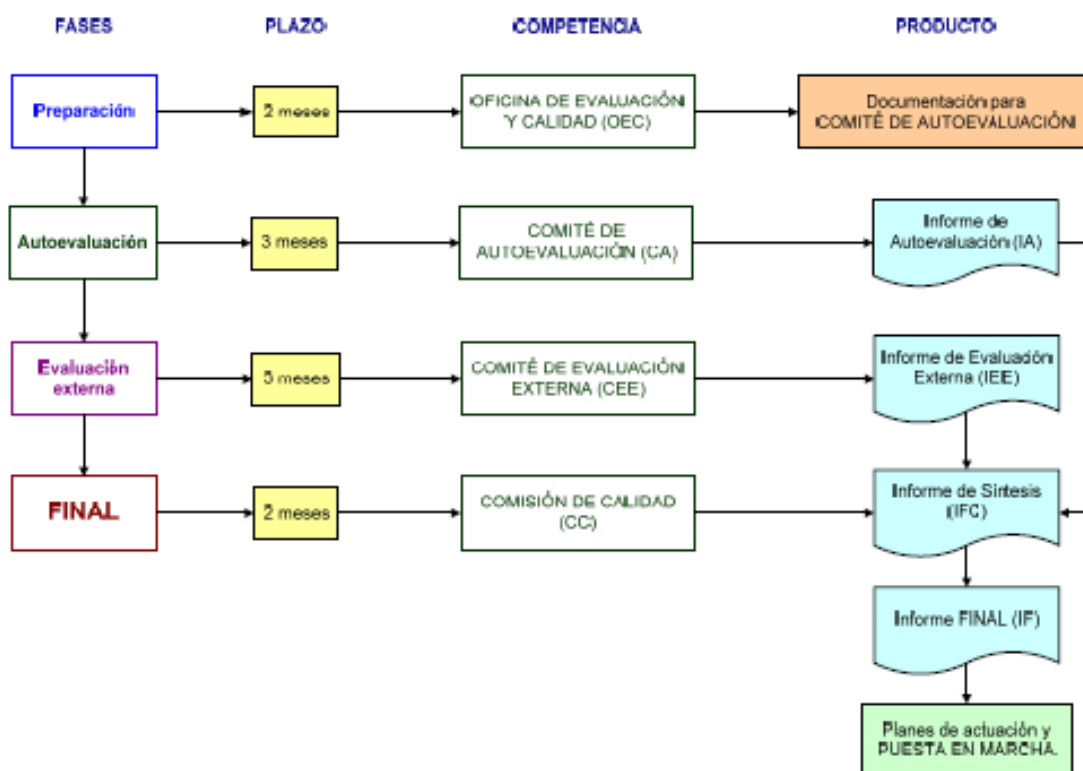 FASES PLAZO COMPETENCIA PRODUCTO
Preparación
2 meses
OFICINA DE EVALUACIÓN
Y CALIDAD (OEC)
Documentación para
COMITÉ DE AUTOEVALUACIÓN
Autoevaluación
3 meses
COMITÉ DE
AUTOEVALUACIÓN (CA)
Informe de
Autoevaluación (IA)
Evaluación
externa
3 meses
COMITÉ DE EVALUACIÓN
EXTERNA (CEE)
Informe de Evaluación
Externa (IEE)
FINAL
2 meses
COMISIÓN DE CALIDAD
(CC)
Informe de Síntesis
(IFC)
Informe FINAL (IF)
Planes de actuación y
PUESTA EN MARCHA.